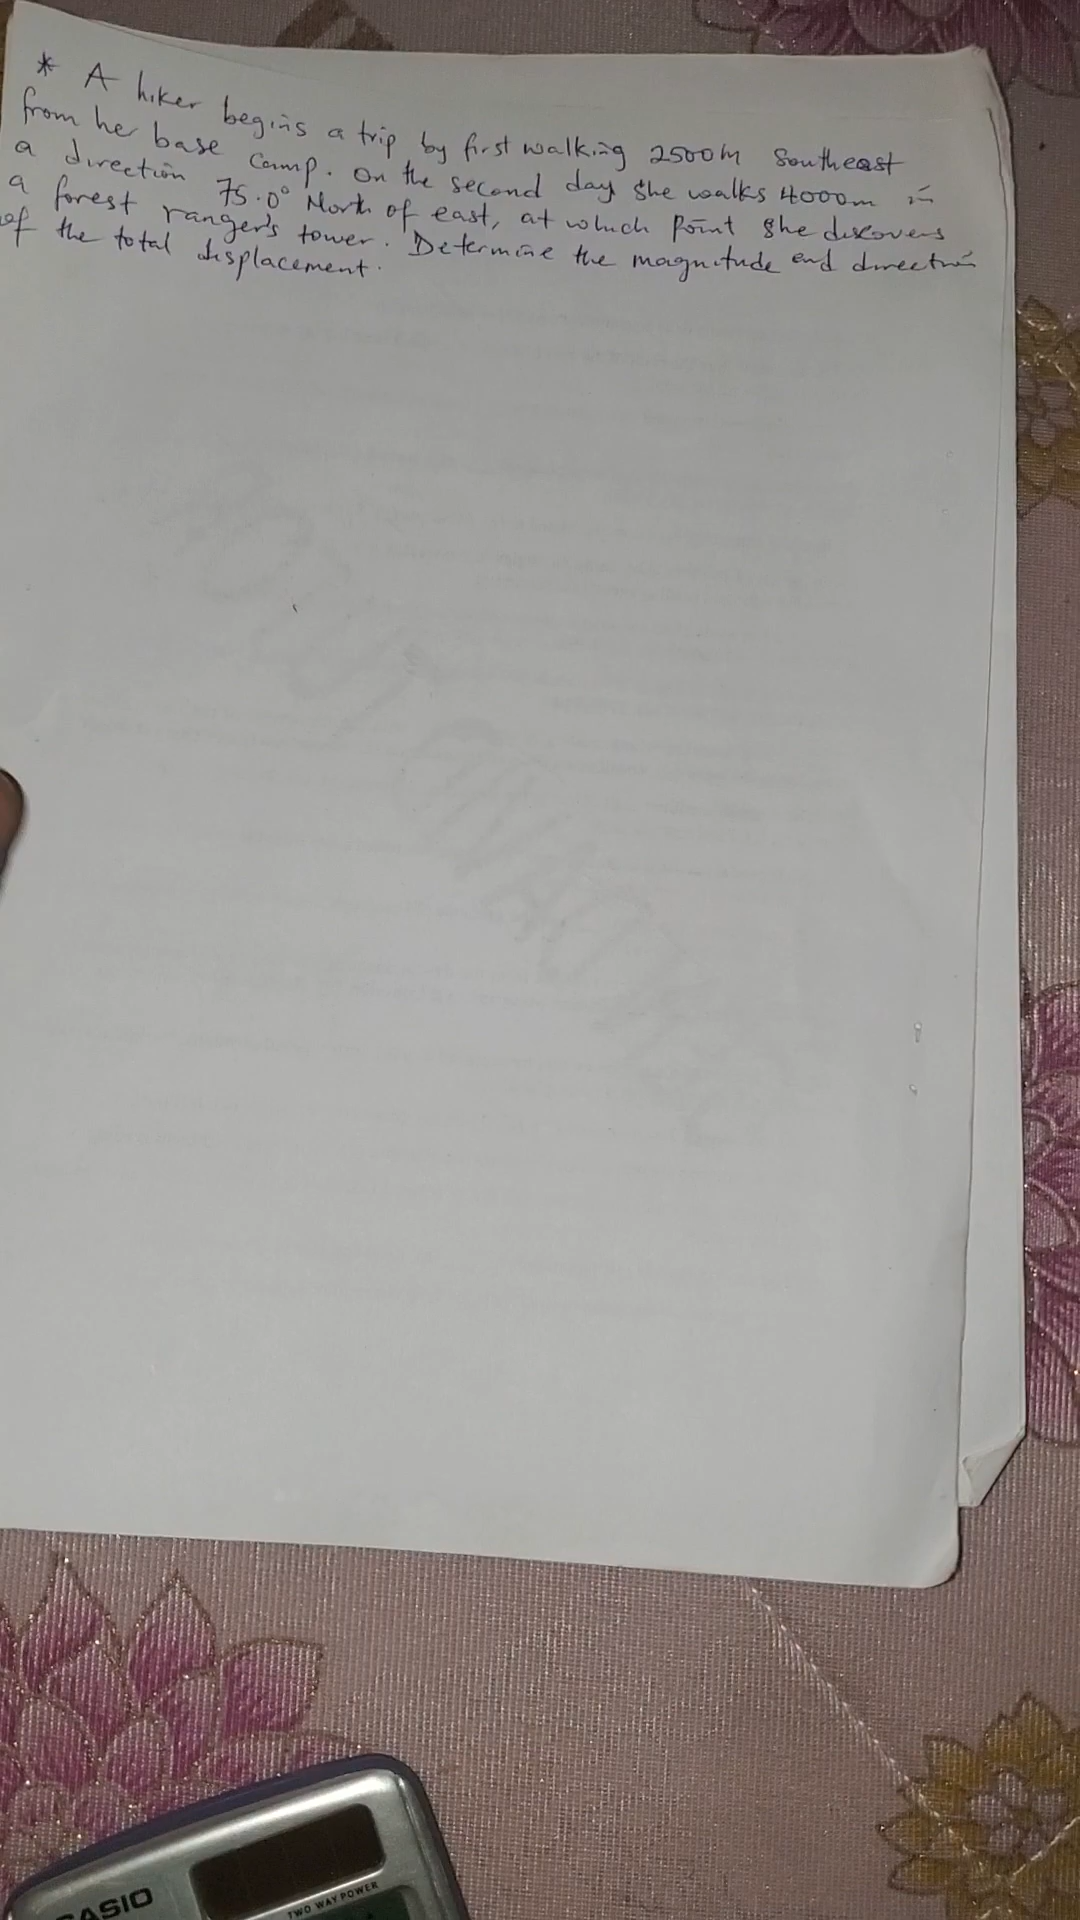 * A hiker begins a trip by first walking 2500m Southeast
from her base Camp. On the second day she walks 4000m in
a direction 75.0° North of east, at which Point she discovers
a forest ranger's tower. Determine the magnitude and direction
of the total displacement.
CASIO
TWO WAY POWER